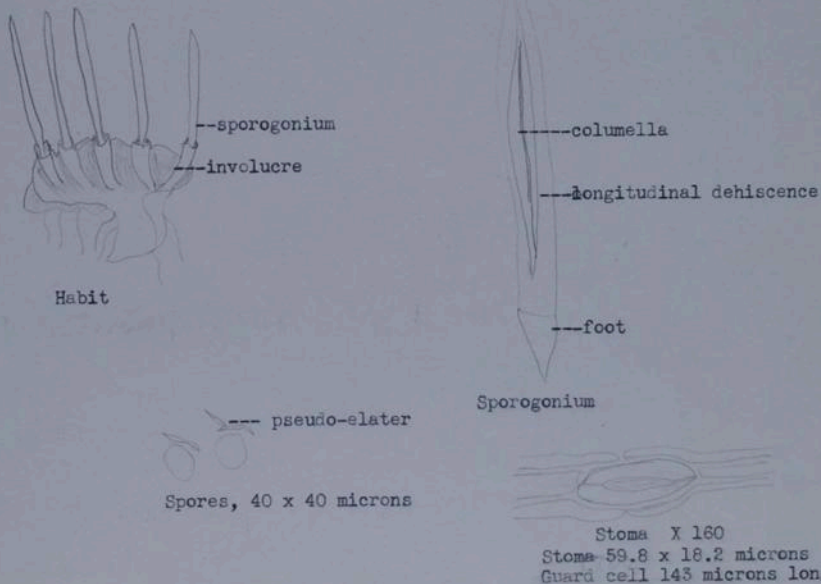 --sporogonium
---involucre
Habit
-----columella
---longitudinal dehiscence
---foot
Sporogonium
--- pseudo-elater
Spores, 40 x 40 microns
Stoma X 160
Stoma 59.8 x 18.2 microns
Guard cell 143 microns lon